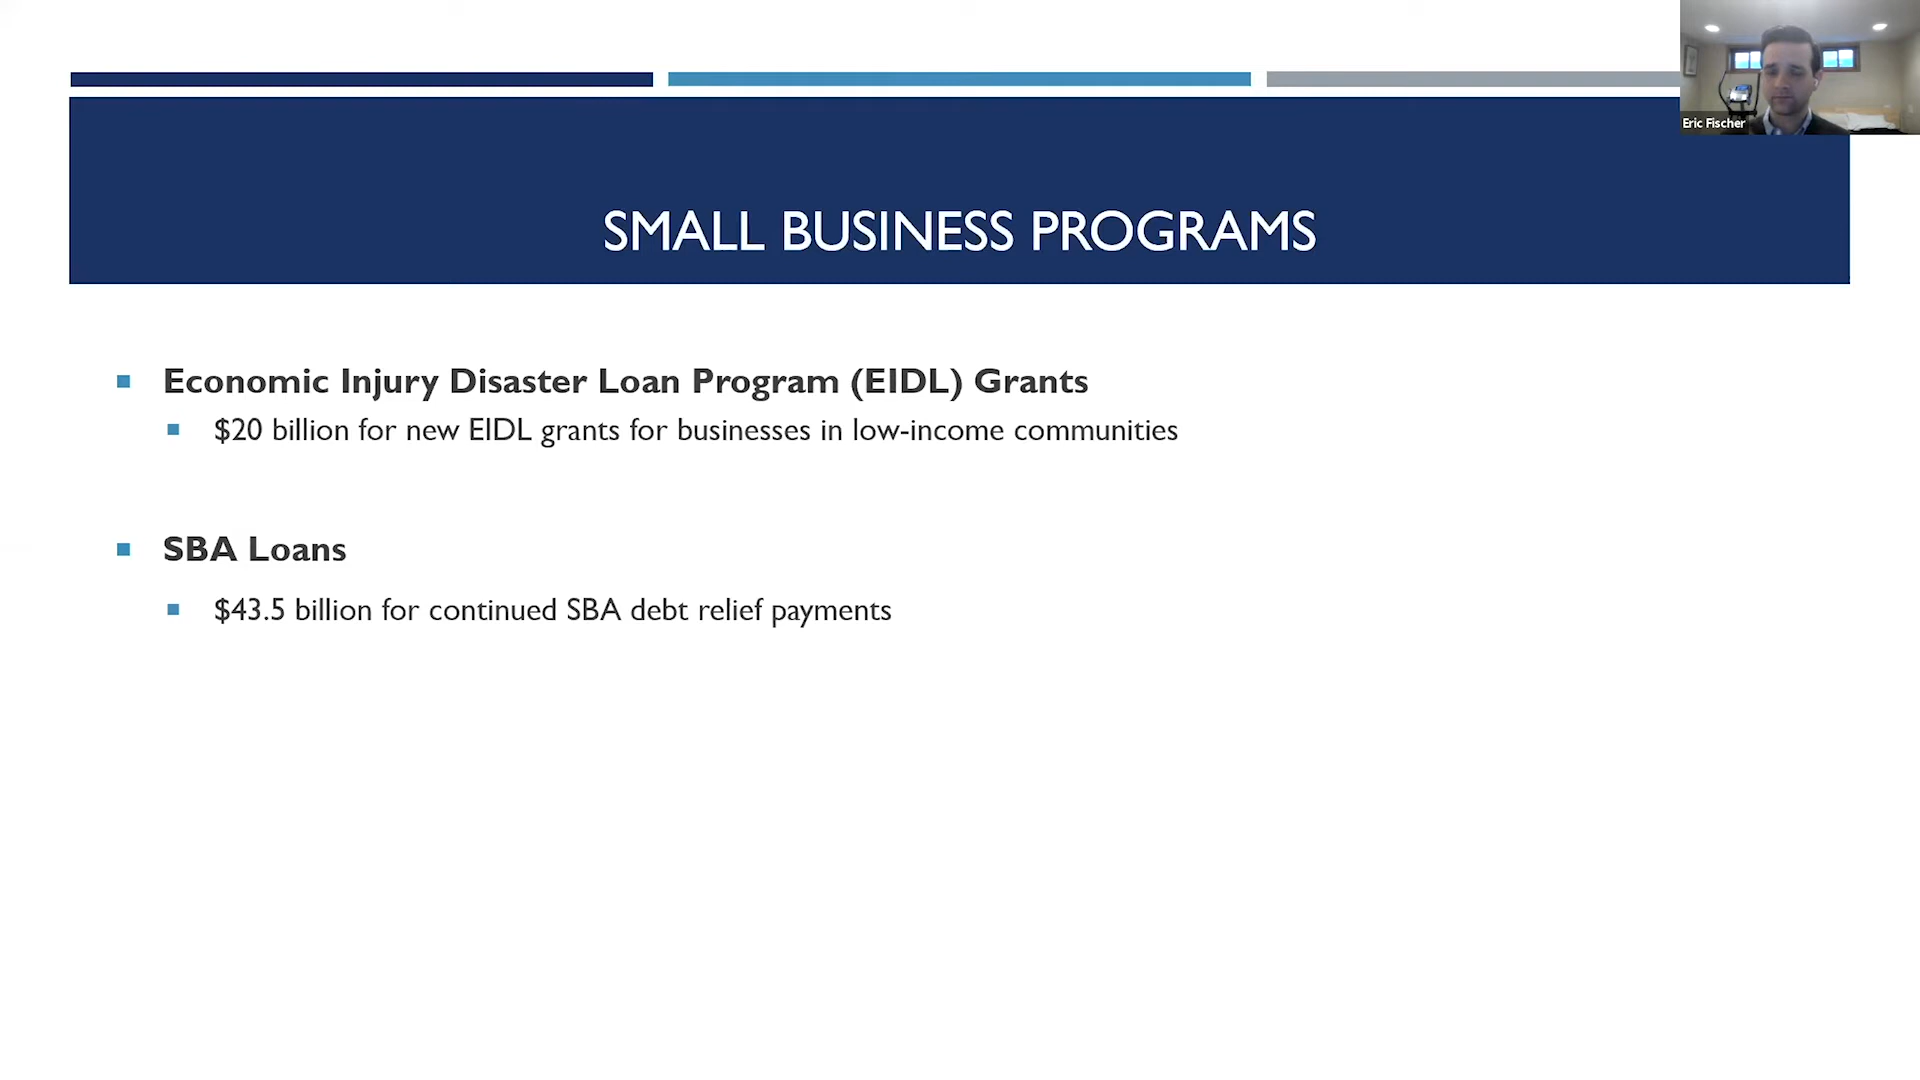 Eric Fischer
SMALL BUSINESS PROGRAMS
Economic Injury Disaster Loan Program (EIDL) Grants
$20 billion for new EIDL grants for businesses in low-income communities
SBA Loans
$43.5 billion for continued SBA debt relief payments